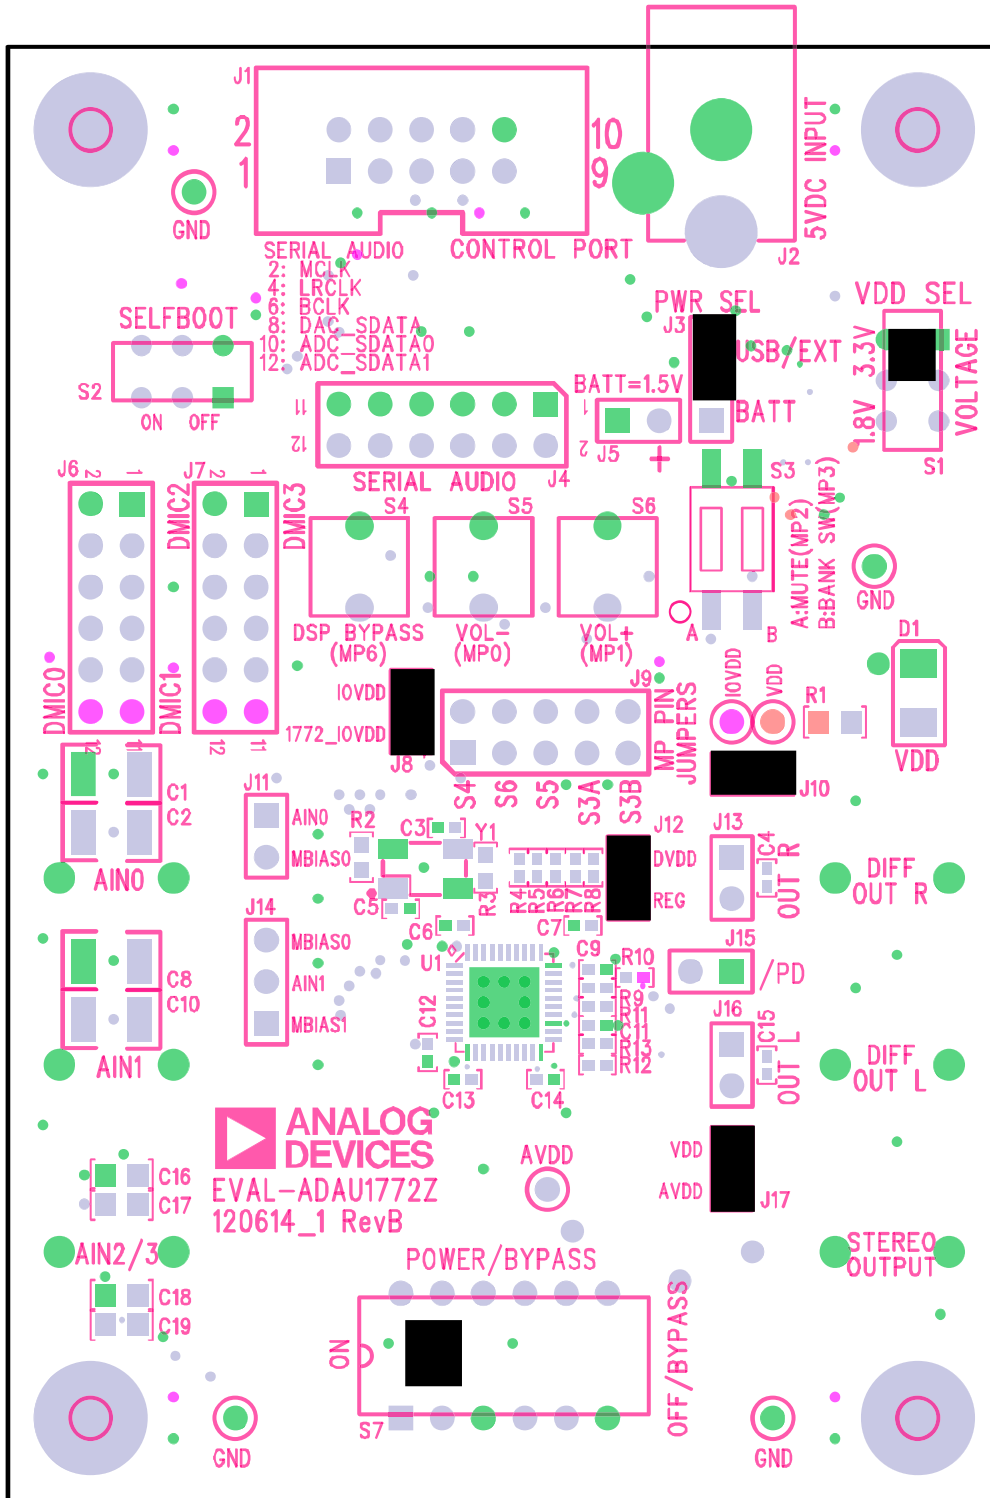 J1
2
10
1
9
5VDC INPUT
J2
GND
SERIAL AUDIO
2: MCLK
4: LRCLK
6: BCLK
8: DAC_SDATA
10: ADC_SDATA0
12: ADC_SDATA1
CONTROL PORT
PWR SEL
J3
USB/EXT
BATT
VDD SEL
3.3V
1.8V
VOLTAGE
S1
SELFBOOT
S2
ON OFF
BATT=1.5V
1
2
J5
+
11
12
J4
SERIAL AUDIO
J6
2
1
J7
2
1
DMIC2
DMIC3
DMIC0
DMIC1
12
11
12
11
S4
S5
S6
S3
DSP BYPASS
(MP6)
VOL-
(MP0)
VOL+
(MP1)
A
B
A:MUTE(MP2)
B:BANK SW(MP3)
GND
D1
VDD
IOVDD
1772_IOVDD
J8
J9
MP PIN
JUMPERS
S4
S6
S5
S3A
S3B
IOVDD
VDD
R1
J10
C1
C2
AIN0
J11
AIN0
MBIAS0
R2
C3
Y1
C5
R3
R4
R5
R6
R7
R8
J12
DVDD
REG
J13
C4
OUT R
DIFF
OUT R
J14
MBIAS0
AIN1
MBIAS1
C8
C10
AIN1
C6
C7
U1
C9
R10
R9
R11
C11
R13
R12
C12
C13
C14
J15
/PD
J16
C15
OUT L
DIFF
OUT L
ANALOG
DEVICES
EVAL-ADAU1772Z
120614_1 RevB
AVDD
VDD
AVDD
J17
C16
C17
AIN2/3
C18
C19
STEREO
OUTPUT
POWER/BYPASS
ON
OFF/BYPASS
S7
GND
GND